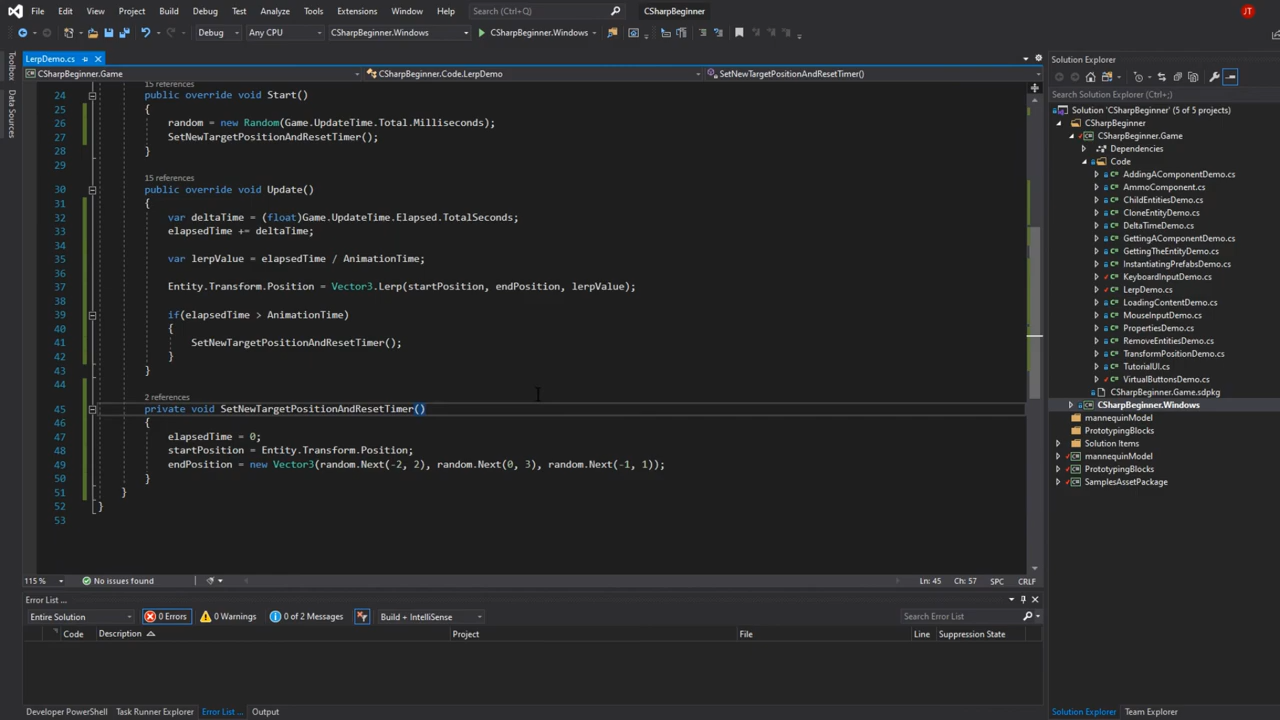 File Edit View Project Build Debug Test Analyze Tools Extensions Window Help Search (Ctrl+Q) CSharpBeginner JT
Debug Any CPU CSharpBeginner.Windows CSharpBeginner.Windows
Toolbox
Data Sources
LerpDemo.cs
CSharpBeginner.Game CSharpBeginner.Code.LerpDemo SetNewTargetPositionAndResetTimer()
15 references
24 public override void Start()
25 {
26 random = new Random(Game.UpdateTime.Total.Milliseconds);
27 SetNewTargetPositionAndResetTimer();
28 }
29
15 references
30 public override void Update()
31 {
32 var deltaTime = (float)Game.UpdateTime.Elapsed.TotalSeconds;
33 elapsedTime += deltaTime;
34
35 var lerpValue = elapsedTime / AnimationTime;
36
37 Entity.Transform.Position = Vector3.Lerp(startPosition, endPosition, lerpValue);
38
39 if(elapsedTime > AnimationTime)
40 {
41 SetNewTargetPositionAndResetTimer();
42 }
43 }
44
2 references
45 private void SetNewTargetPositionAndResetTimer()
46 {
47 elapsedTime = 0;
48 startPosition = Entity.Transform.Position;
49 endPosition = new Vector3(random.Next(-2, 2), random.Next(0, 3), random.Next(-1, 1));
50 }
51 }
52 }
53
115 % No issues found Ln: 45 Ch: 57 SPC CRLF
Error List ...
Entire Solution 0 Errors 0 Warnings 0 of 2 Messages Build + IntelliSense Search Error List
Code Description Project File Line Suppression State
Developer PowerShell Task Runner Explorer Error List ... Output
Solution Explorer
Search Solution Explorer (Ctrl+;)
Solution 'CSharpBeginner' (5 of 5 projects)
CSharpBeginner
CSharpBeginner.Game
Dependencies
Code
AddingAComponentDemo.cs
AmmoComponent.cs
ChildEntityDemo.cs
CloneEntityDemo.cs
DeltaTimeDemo.cs
GettingAComponentDemo.cs
GettingTheEntityDemo.cs
InstantiatingPrefabsDemo.cs
KeyboardInputDemo.cs
LerpDemo.cs
LoadingContentDemo.cs
MouseInputDemo.cs
PropertiesDemo.cs
RemoveEntitiesDemo.cs
TransformPositionDemo.cs
TutorialUI.cs
VirtualButtonsDemo.cs
CSharpBeginner.Game.sdpkg
CSharpBeginner.Windows
mannequinModel
PrototypingBlocks
Solution Items
mannequinModel
PrototypingBlocks
SamplesAssetPackage
Solution Explorer Team Explorer